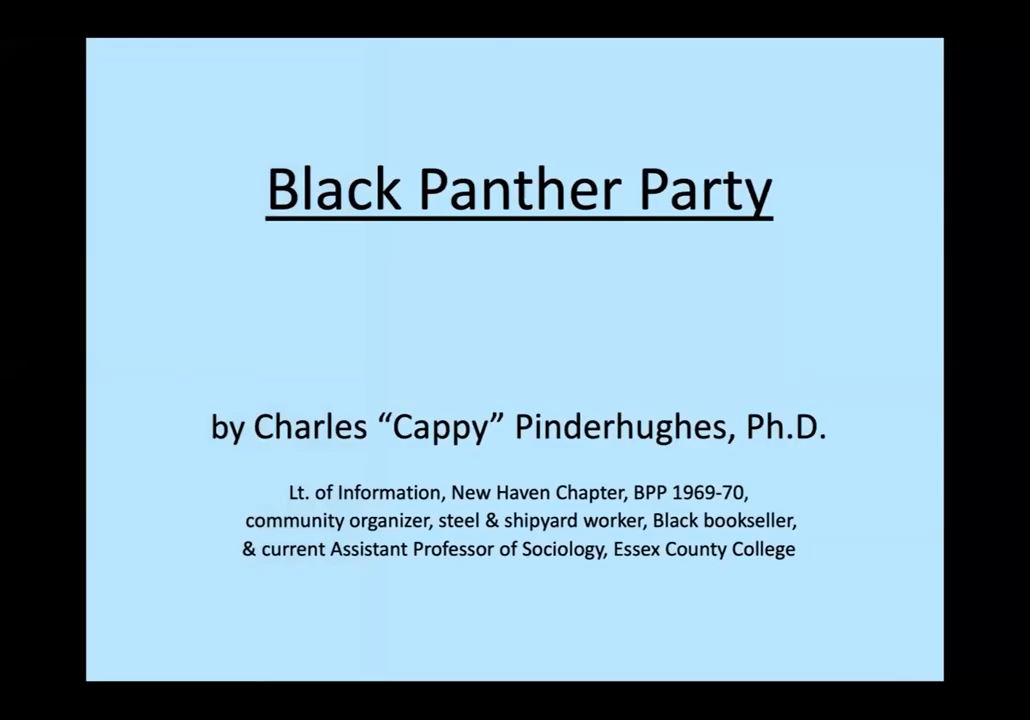 Black Panther Party
by Charles “Cappy” Pinderhughes, Ph.D.
Lt. of Information, New Haven Chapter, BPP 1969-70,
community organizer, steel & shipyard worker, Black bookseller,
& current Assistant Professor of Sociology, Essex County College